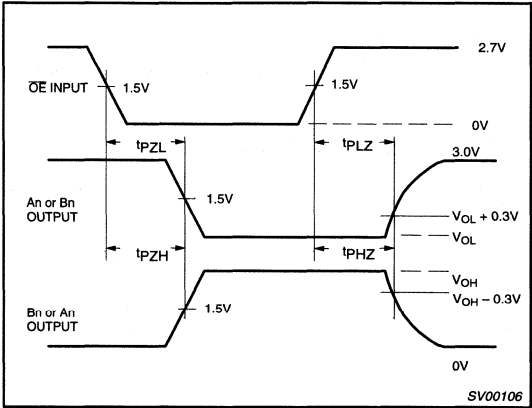 2.7V
OE INPUT
1.5V
1.5V
0V
tPZL
tPLZ
3.0V
An or Bn
OUTPUT
1.5V
VOL + 0.3V
VOL
tPZH
tPHZ
VOH
VOH – 0.3V
Bn or An
OUTPUT
1.5V
0V
SV00106